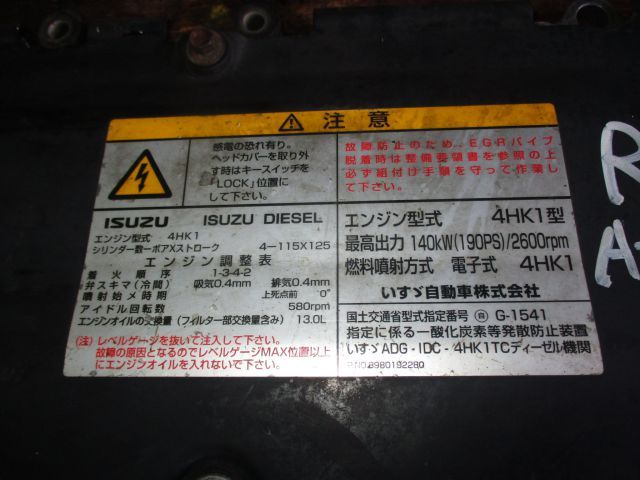 ⚠ 注意
感電の恐れ有り。
ヘッドカバーを取り外
す時はキースイッチを
「LOCK」位置に
して下さい。
故障防止のため、EGRパイプ
脱着時は整備要領書を参照の上
必ず組付け手順を守って作業し
て下さい。
ISUZU ISUZU DIESEL
エンジン型式 4HK1
シリンダ数ーボアXストローク 4-115X125
エンジン調整表
着火順序 1-3-4-2
弁スキマ(冷間) 吸気0.4mm 排気0.4mm
噴射始メ時期 上死点前 0°
アイドル回転数 580rpm
エンジンオイルの交換量(フィルター部交換量含み) 13.0L
(注)レベルゲージを抜いて注入して下さい。
故障の原因となるのでレベルゲージMAX位置以上
にエンジンオイルを入れないで下さい。
エンジン型式 4HK1型
最高出力 140kW(190PS)/2600rpm
燃料噴射方式 電子式 4HK1
いすゞ自動車株式会社
国土交通省型式指定番号 G-1541
指定に係る一酸化炭素等発散防止装置
いすゞADG-IDC-4HK1TCディーゼル機関
P.NO.8980192280
R
A